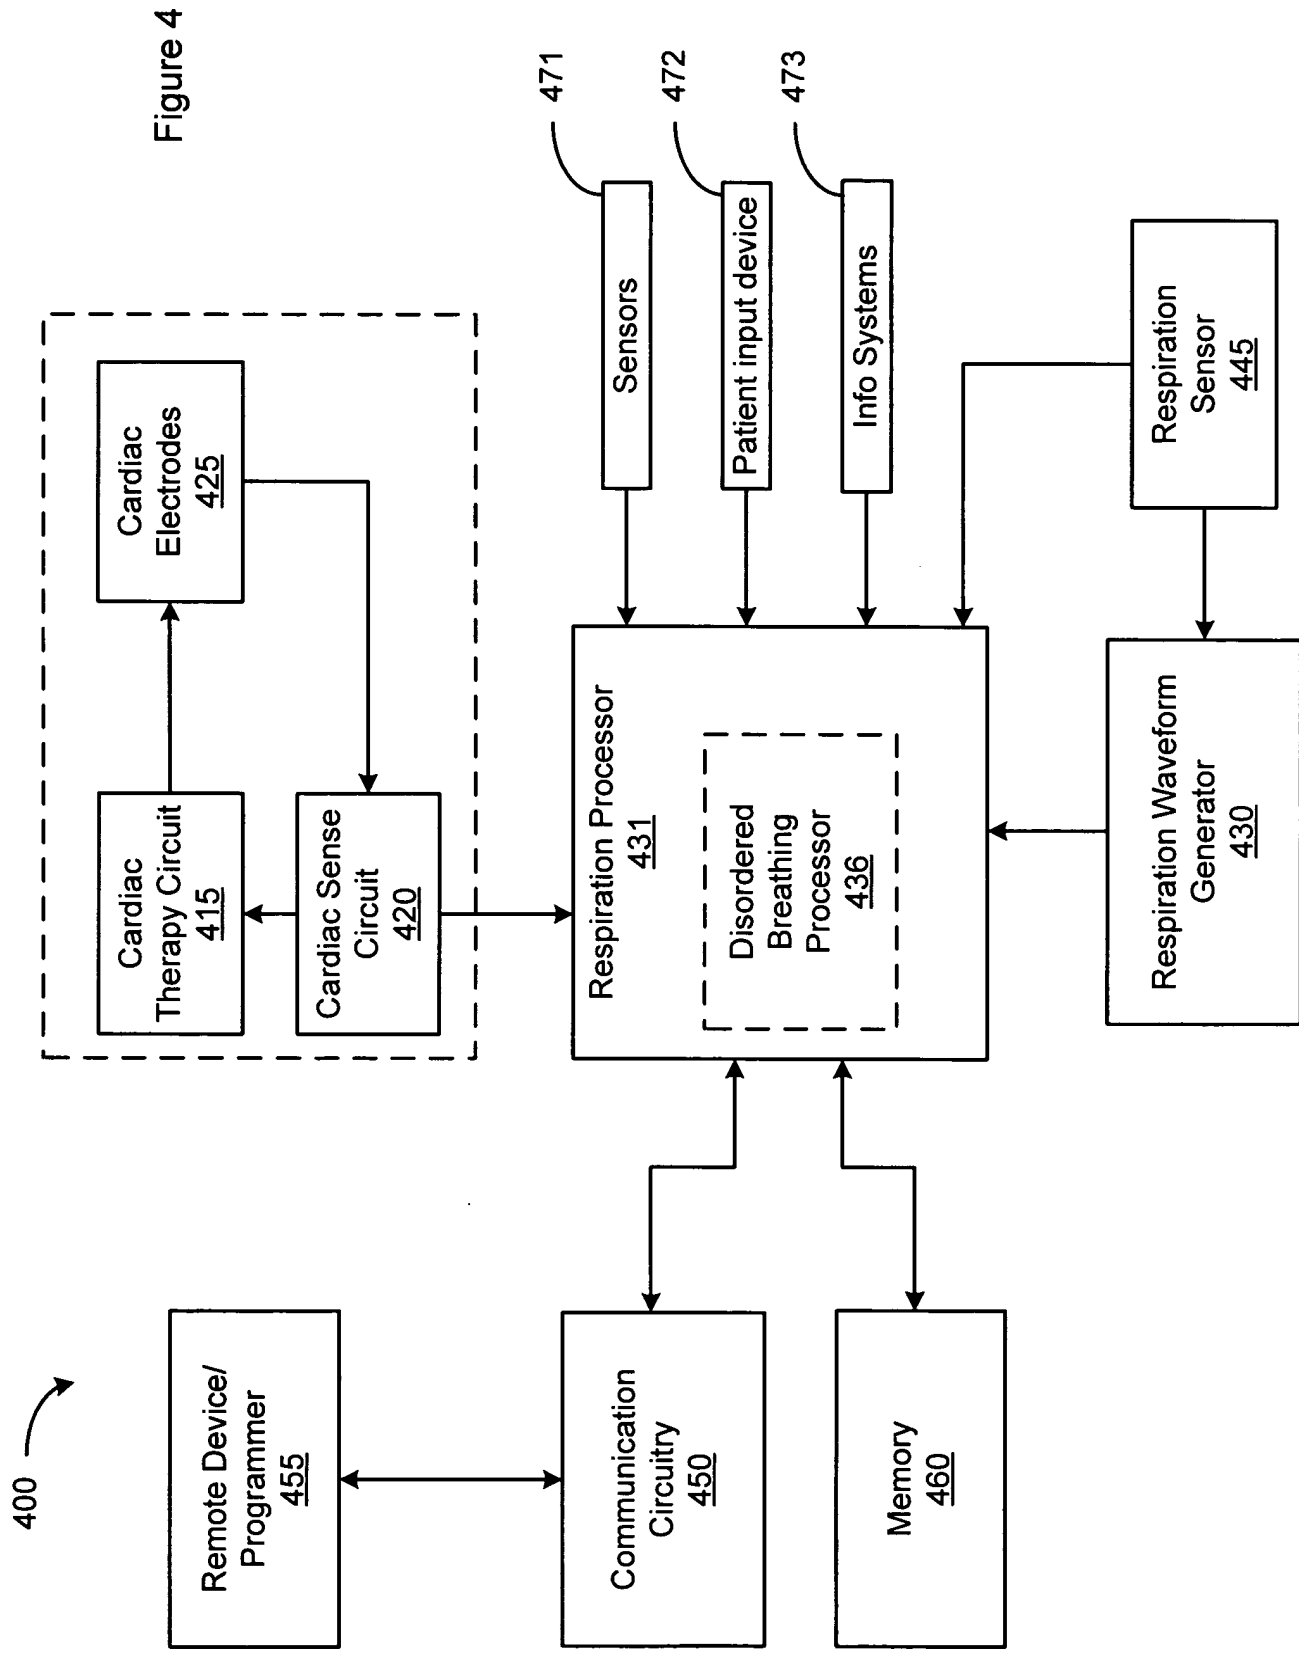 Figure 4
400
Remote Device/
Programmer
455
Communication
Circuitry
450
Memory
460
Cardiac
Therapy Circuit
415
Cardiac
Electrodes
425
Cardiac Sense
Circuit
420
Respiration Processor
431
Disordered
Breathing
Processor
436
Sensors
471
Patient input device
472
Info Systems
473
Respiration Waveform
Generator
430
Respiration
Sensor
445